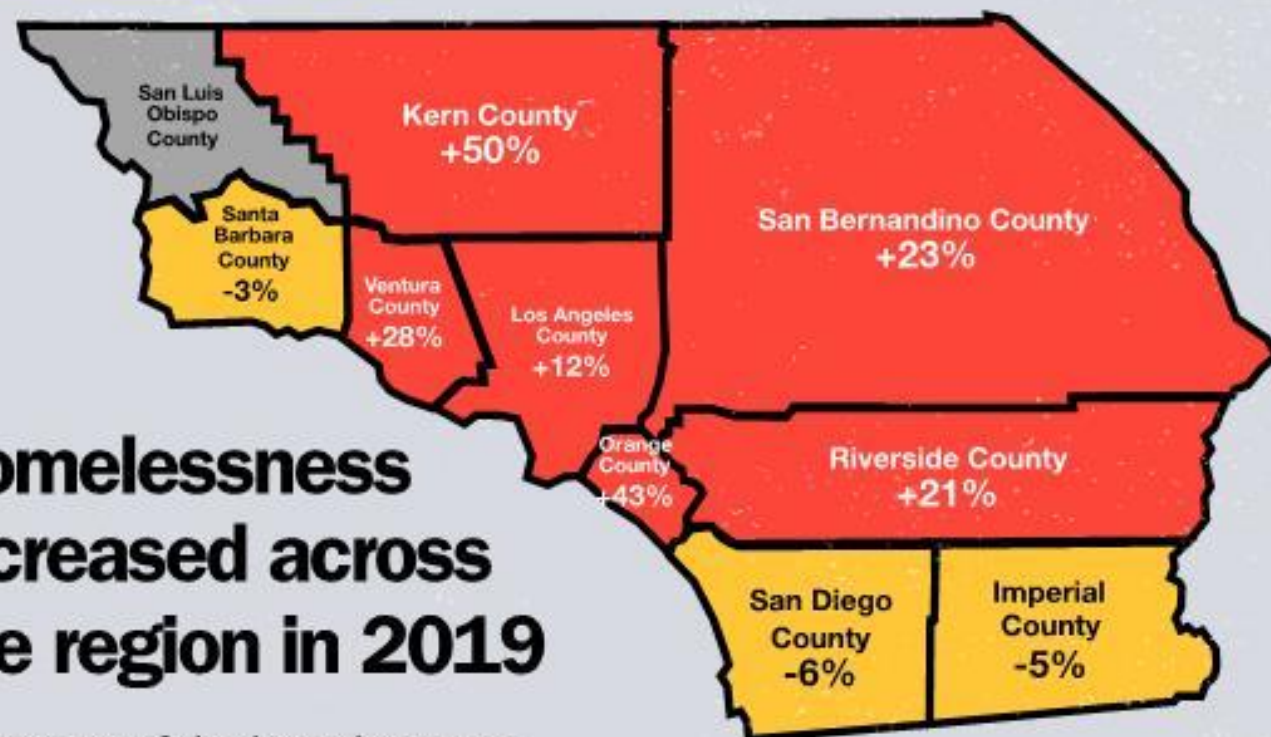 San Luis
Obispo
County
Kern County
+50%
San Bernandino County
+23%
Santa
Barbara
County
-3%
Ventura
County
+28%
Los Angeles
County
+12%
Orange
County
+43%
Riverside County
+21%
omelessness
creased across
e region in 2019
San Diego
County
-6%
Imperial
County
-5%